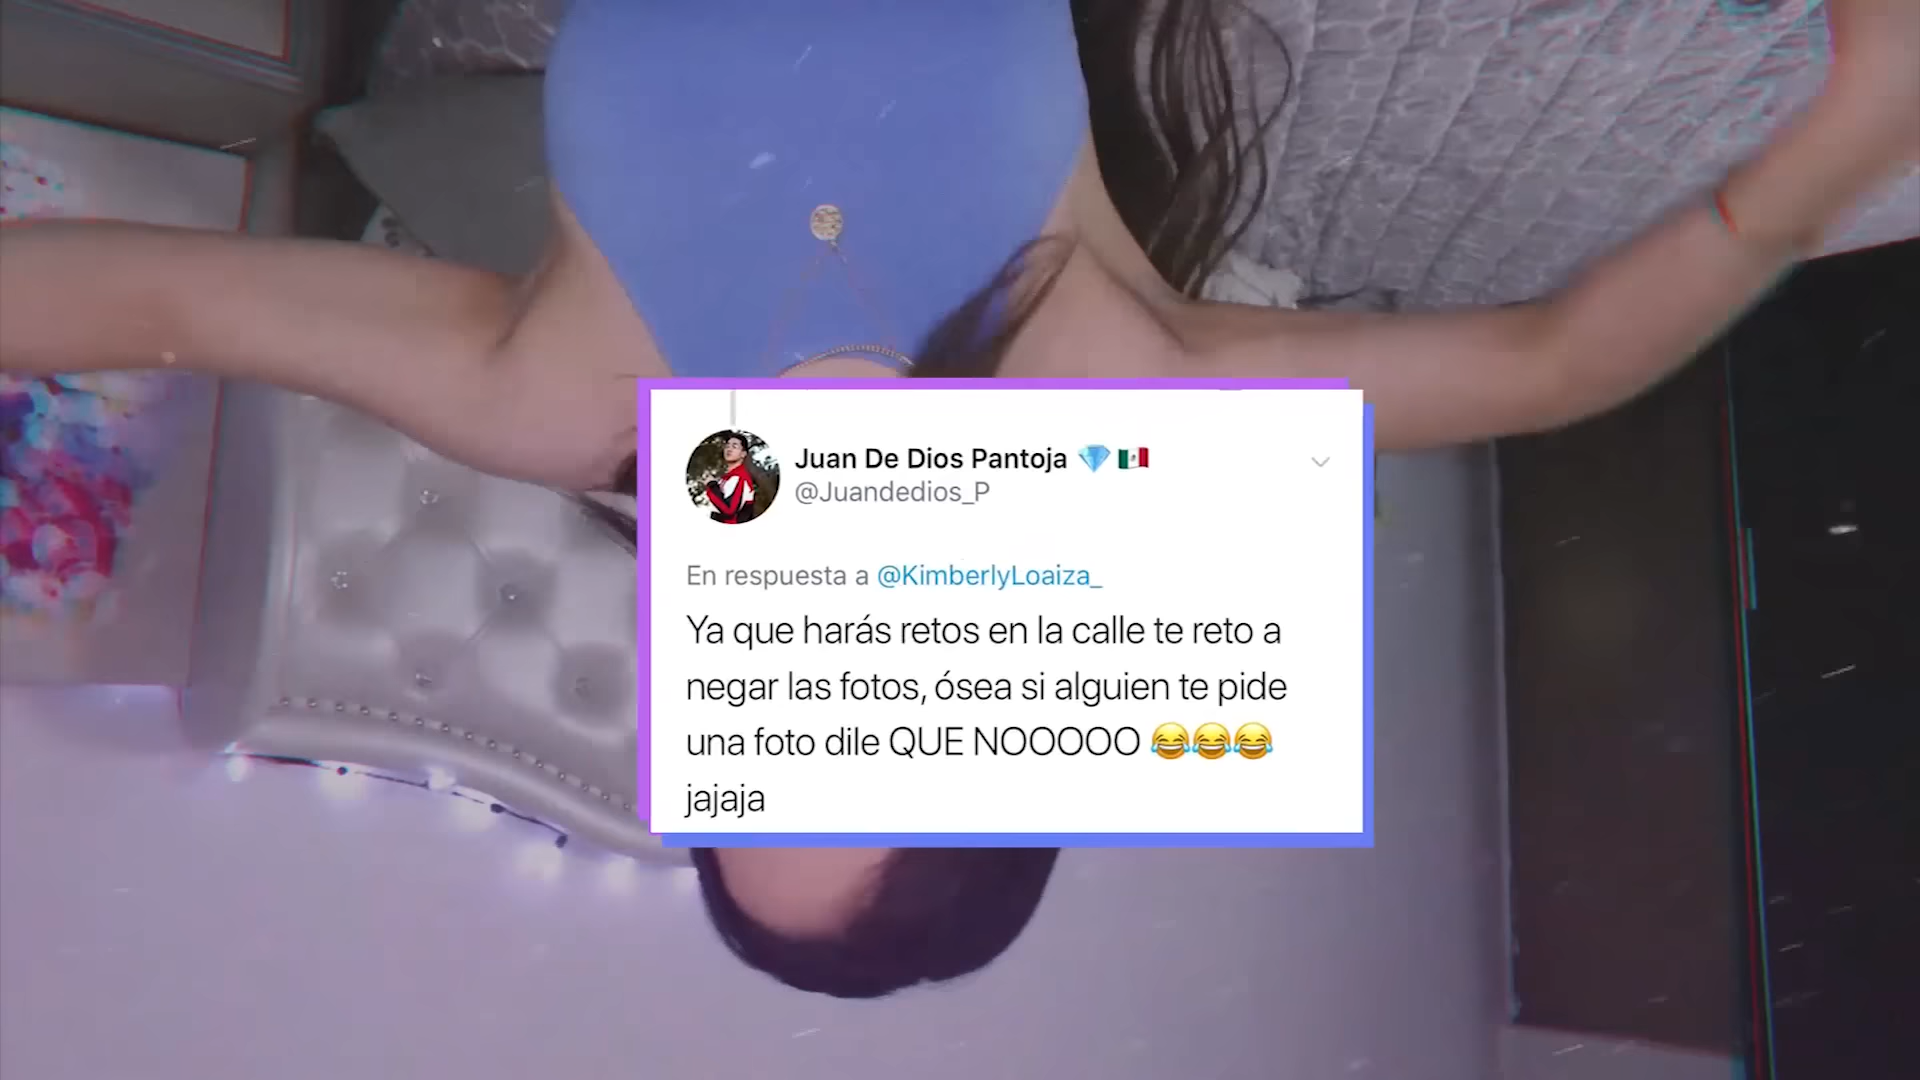 Juan De Dios Pantoja 💎🇲🇽
@Juandedios_P
En respuesta a @KimberlyLoaiza_
Ya que harás retos en la calle te reto a
negar las fotos, ósea si alguien te pide
una foto dile QUE NOOOOO 😂😂😂
jajaja